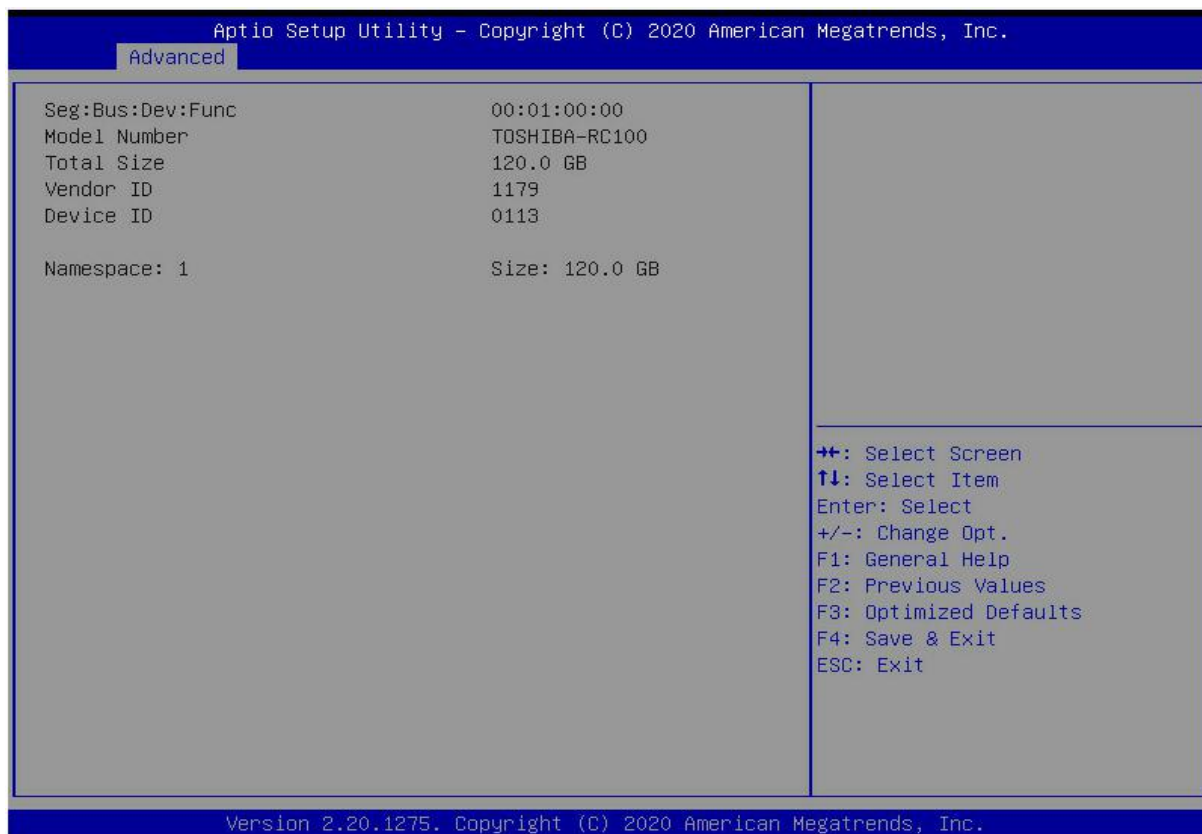 Aptio Setup Utility – Copyright (C) 2020 American Megatrends, Inc.
Advanced
Seg:Bus:Dev:Func 00:01:00:00
Model Number TOSHIBA-RC100
Total Size 120.0 GB
Vendor ID 1179
Device ID 0113
Namespace: 1 Size: 120.0 GB
→←: Select Screen
↑↓: Select Item
Enter: Select
+/-: Change Opt.
F1: General Help
F2: Previous Values
F3: Optimized Defaults
F4: Save & Exit
ESC: Exit
Version 2.20.1275. Copyright (C) 2020 American Megatrends, Inc.